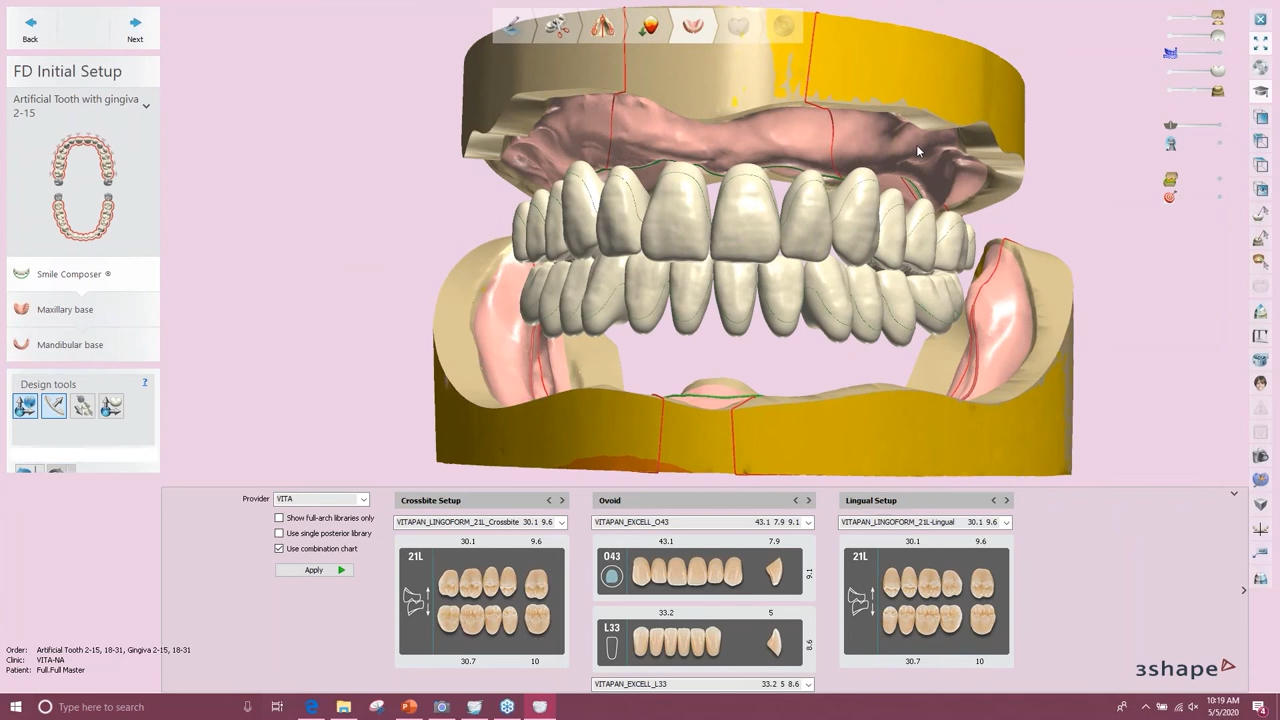 Back
Next
FD Initial Setup
Artificial Tooth with gingiva
2-15
Smile Composer ®
Maxillary base
Mandibular base
Design tools
?
Provider
VITA
Show full-arch libraries only
Use single posterior library
Use combination chart
Apply
Crossbite Setup
VITAPAN_LINGOFORM_21L_Crossbite 30.1 9.6
30.1 9.6
21L
30.7 10
Ovoid
VITAPAN_EXCELL_O43 43.1 7.9 9.1
43.1 7.9
O43
9.1
33.2 5
L33
8.6
VITAPAN_EXCELL_L33 33.2 5 8.6
Lingual Setup
VITAPAN_LINGOFORM_21L-Lingual 30.1 9.6
30.1 9.6
21L
30.7 10
Order: Artificial Tooth 2-15, 18-31, Gingiva 2-15, 18-31
Clinic: VITA-NA
Patient: Full.Full Master
3shape
Type here to search
10:19 AM
5/5/2020
4